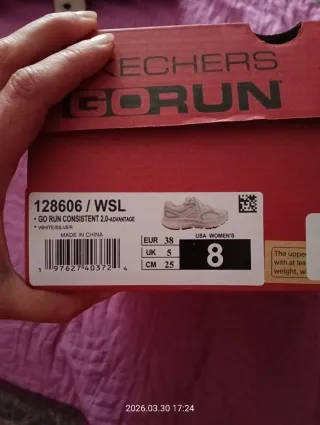 SKECHERS
GORUN
128606 / WSL
* GO RUN CONSISTENT 2.0-ADVANTAGE
* WHITE/SILVER
MADE IN CHINA
1 97627 40372 4
EUR 38
UK 5
CM 25
USA WOMEN'S
8
The upper
with at lea
weight, w
2026.03.30 17:24